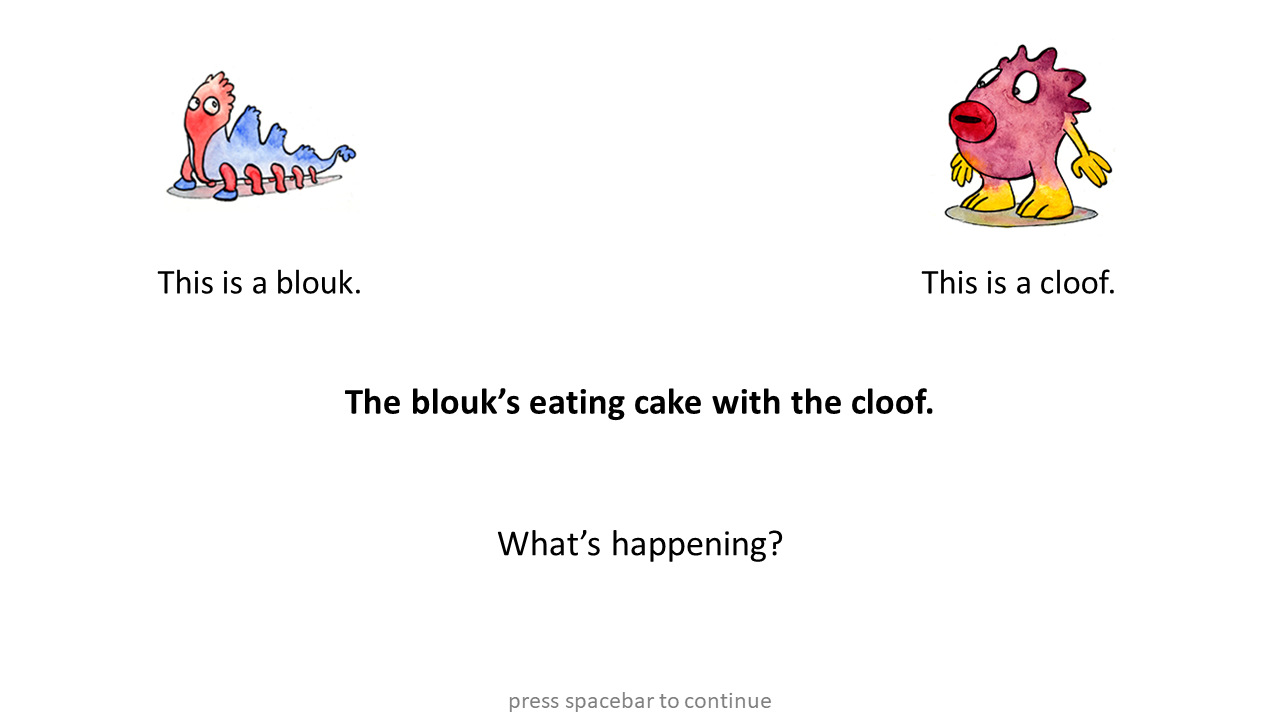 This is a blouk.
This is a cloof.
The blouk’s eating cake with the cloof.
What’s happening?
press spacebar to continue